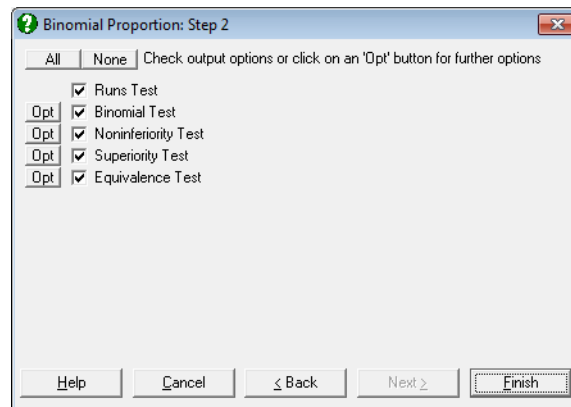 Binomial Proportion: Step 2
All None Check output options or click on an 'Opt' button for further options
Runs Test
Opt Binomial Test
Opt Noninferiority Test
Opt Superiority Test
Opt Equivalence Test
Help Cancel < Back Next > Finish